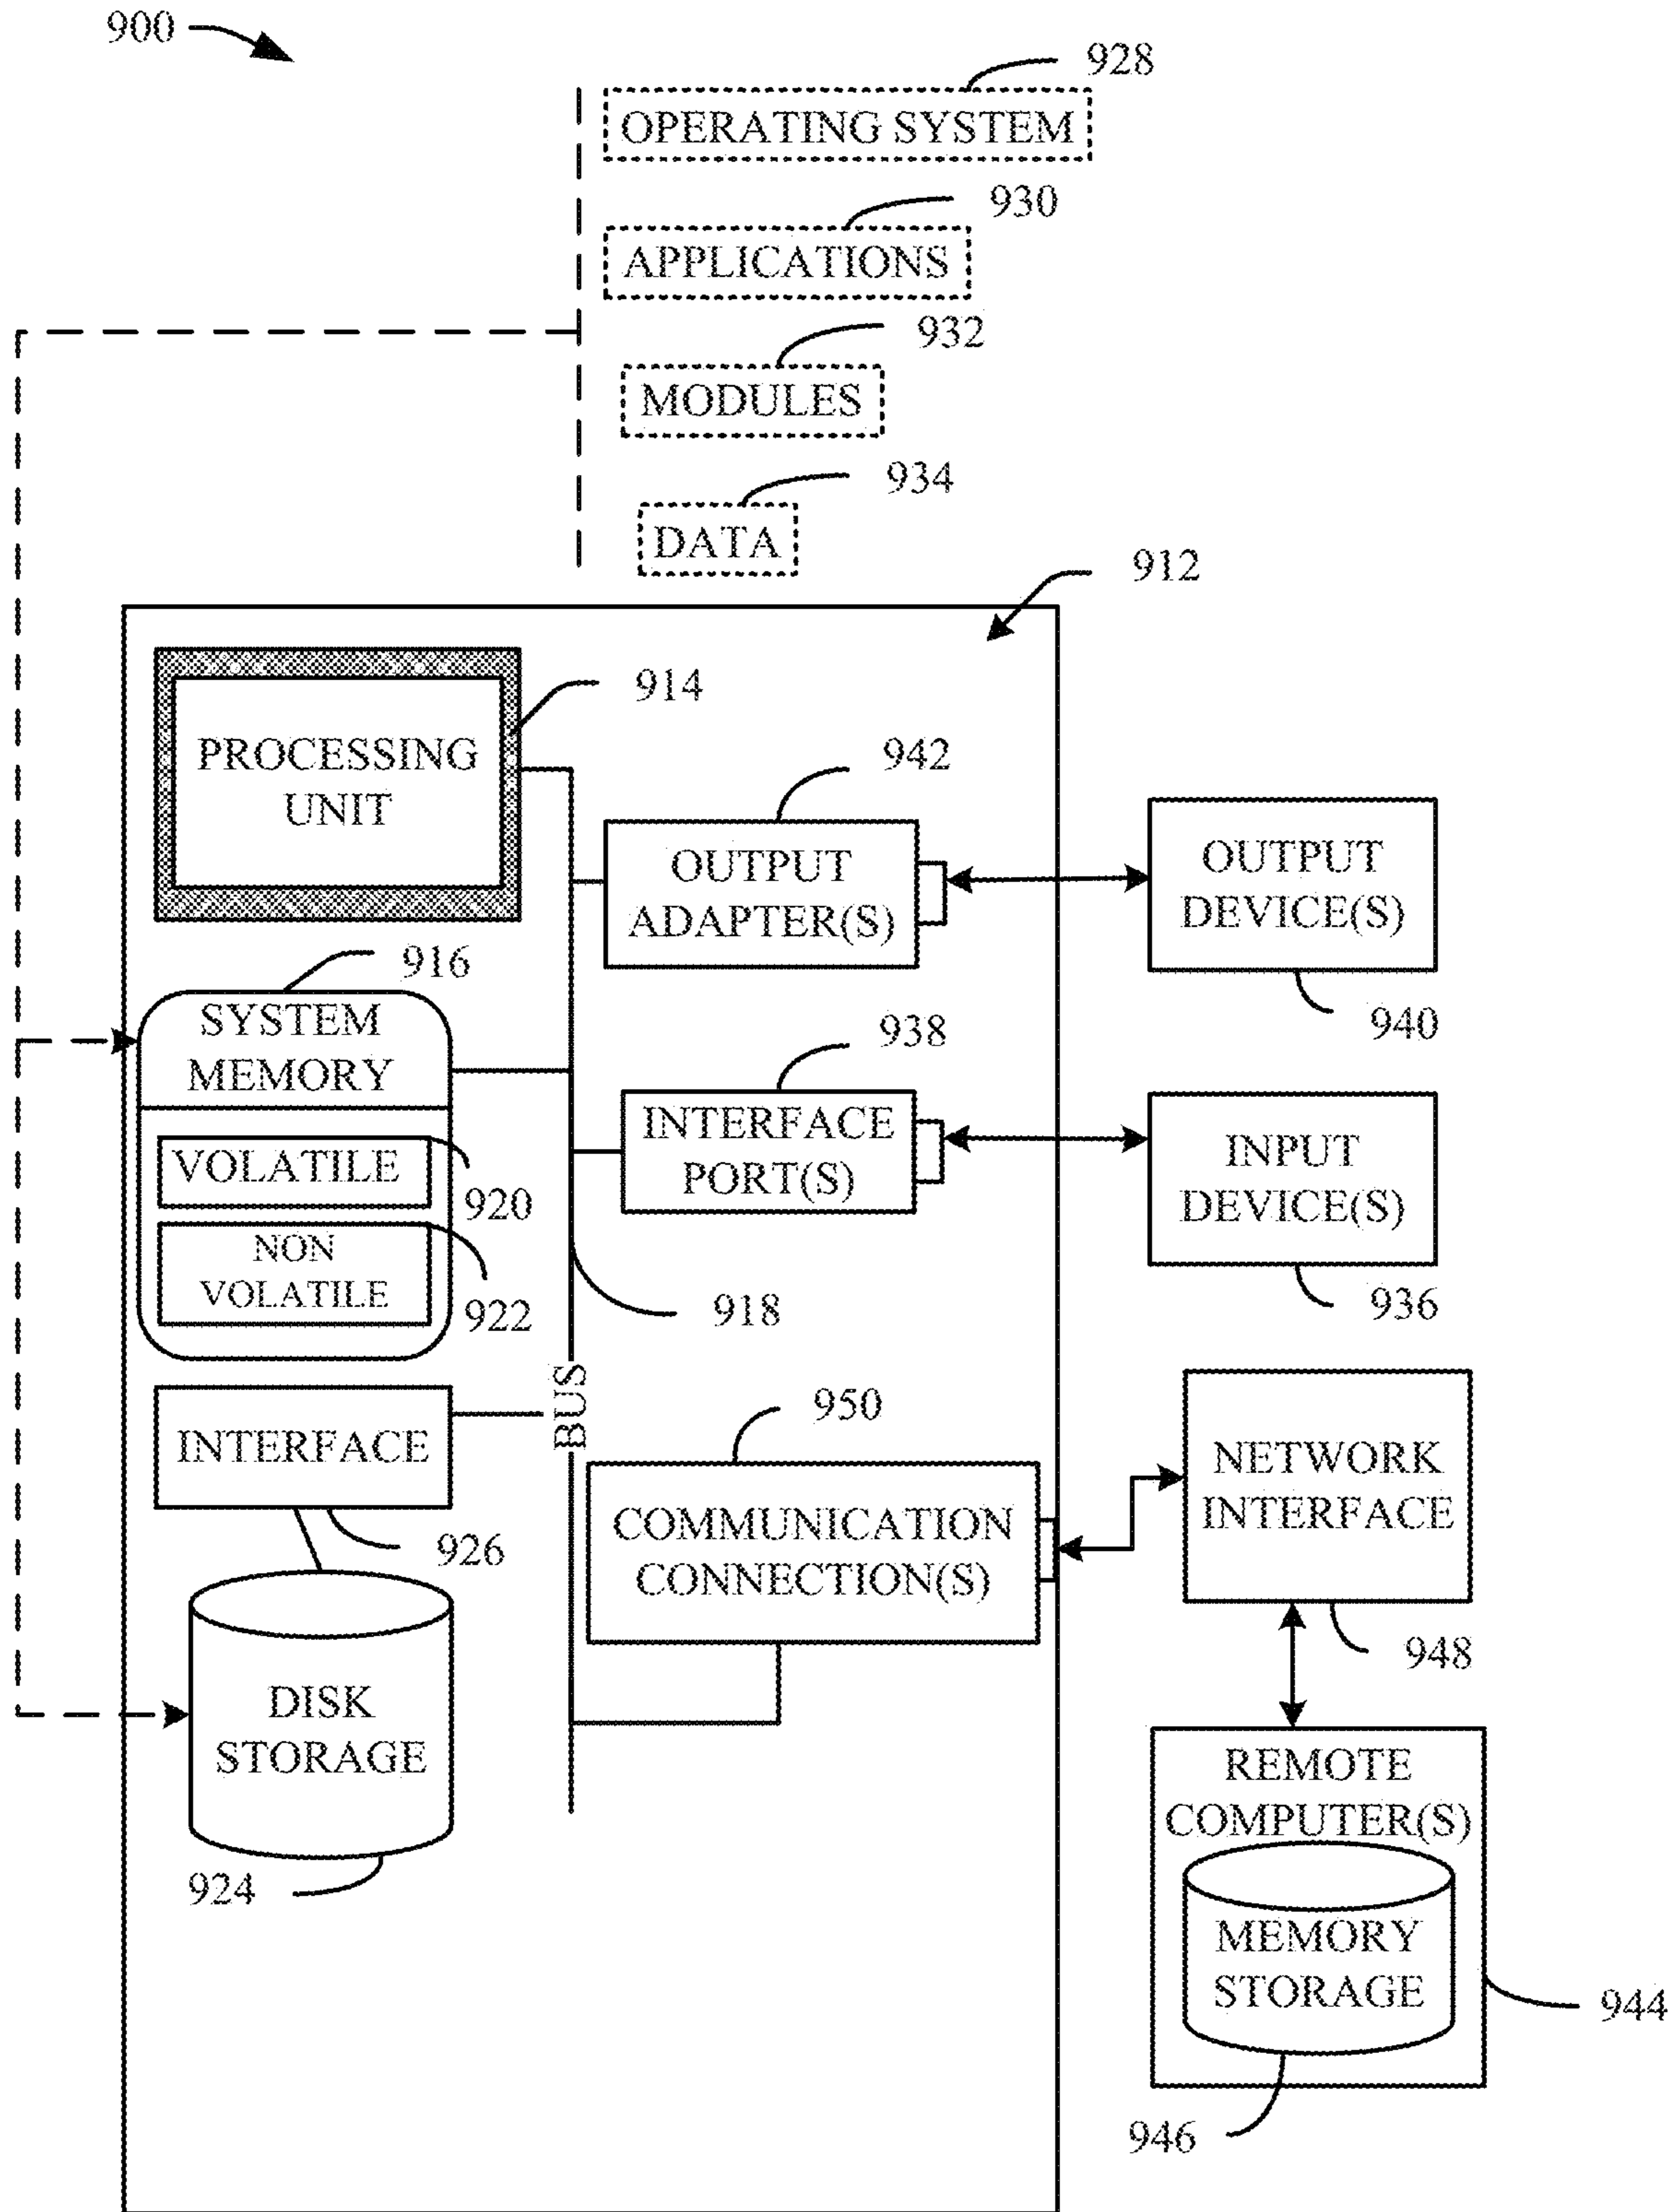 900
928
OPERATING SYSTEM
930
APPLICATIONS
932
MODULES
934
DATA
912
914
PROCESSING
UNIT
942
OUTPUT
ADAPTER(S)
OUTPUT
DEVICE(S)
940
916
SYSTEM
MEMORY
938
INTERFACE
PORT(S)
INPUT
DEVICE(S)
936
VOLATILE
920
NON
VOLATILE
922
918
BUS
INTERFACE
926
950
COMMUNICATION
CONNECTION(S)
NETWORK
INTERFACE
948
DISK
STORAGE
924
REMOTE
COMPUTER(S)
MEMORY
STORAGE
944
946